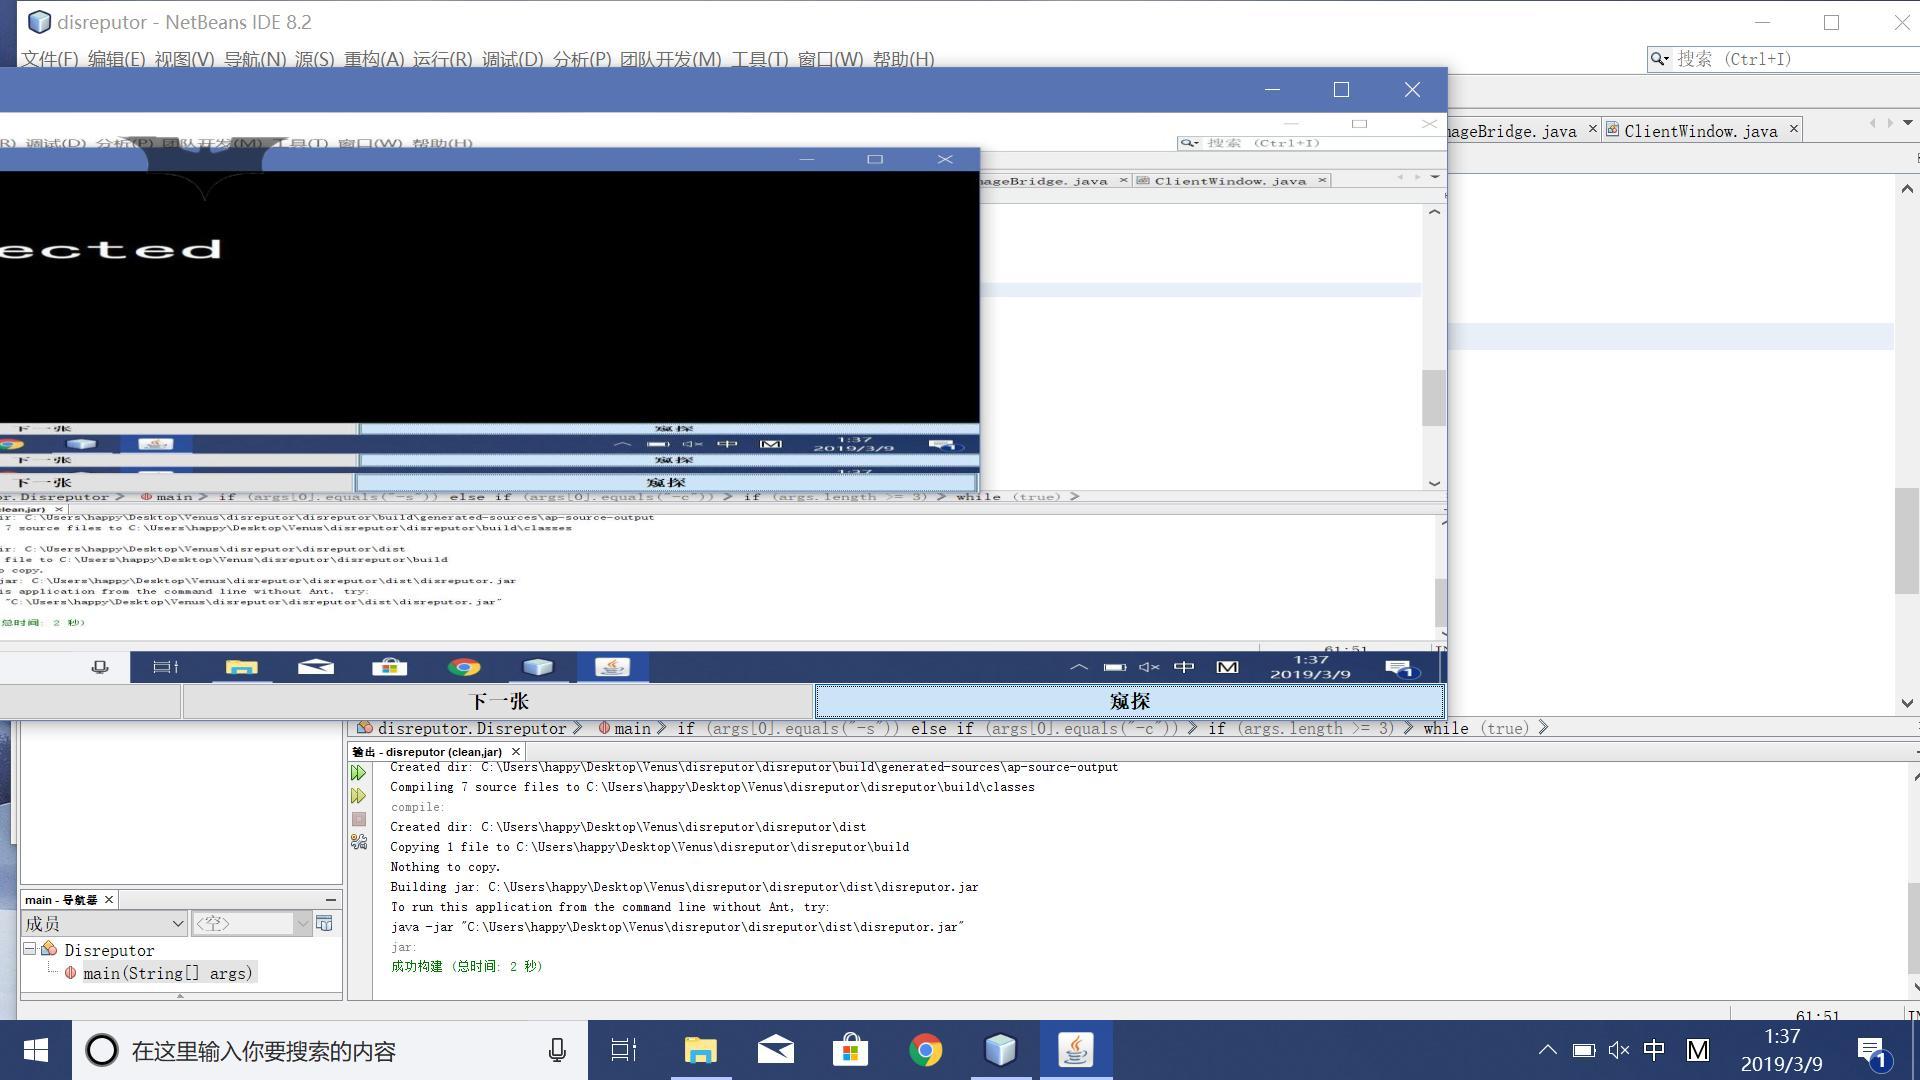 disreputor - NetBeans IDE 8.2
文件(F) 编辑(E) 视图(V) 导航(N) 源(S) 重构(A) 运行(R) 调试(D) 分析(P) 团队开发(M) 工具(T) 窗口(W) 帮助(H)
搜索 (Ctrl+I)
ageBridge.java ClientWindow.java
R) 调试(D) 分析(P) 团队开发(M) 工具(T) 窗口(W) 帮助(H)
搜索 (Ctrl+I)
ageBridge.java ClientWindow.java
ected
下一张 窥探
中 M 1:37
2019/3/9
下一张 窥探
1:37
下一张 窥探
or.Disreputor main if (args[0].equals("-s")) else if (args[0].equals("-c")) if (args.length >= 3) while (true)
clean,jar)
ir: C:\Users\happy\Desktop\Venus\disreputor\disreputor\build\generated-sources\ap-source-output
7 source files to C:\Users\happy\Desktop\Venus\disreputor\disreputor\build\classes
ir: C:\Users\happy\Desktop\Venus\disreputor\disreputor\dist
file to C:\Users\happy\Desktop\Venus\disreputor\disreputor\build
o copy.
jar: C:\Users\happy\Desktop\Venus\disreputor\disreputor\dist\disreputor.jar
is application from the command line without Ant, try:
"C:\Users\happy\Desktop\Venus\disreputor\disreputor\dist\disreputor.jar"
总时间: 2 秒)
61:51
中 M 1:37
2019/3/9
1
下一张 窥探
disreputor.Disreputor main if (args[0].equals("-s")) else if (args[0].equals("-c")) if (args.length >= 3) while (true)
输出 - disreputor (clean,jar)
Created dir: C:\Users\happy\Desktop\Venus\disreputor\disreputor\build\generated-sources\ap-source-output
Compiling 7 source files to C:\Users\happy\Desktop\Venus\disreputor\disreputor\build\classes
compile:
Created dir: C:\Users\happy\Desktop\Venus\disreputor\disreputor\dist
Copying 1 file to C:\Users\happy\Desktop\Venus\disreputor\disreputor\build
Nothing to copy.
Building jar: C:\Users\happy\Desktop\Venus\disreputor\disreputor\dist\disreputor.jar
To run this application from the command line without Ant, try:
java -jar "C:\Users\happy\Desktop\Venus\disreputor\disreputor\dist\disreputor.jar"
jar:
成功构建 (总时间: 2 秒)
main - 导航器
成员 <空>
Disreputor
main(String[] args)
61:51
在这里输入你要搜索的内容
中 M 1:37
2019/3/9
1